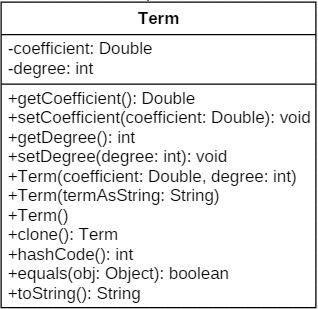 Term
-coefficient: Double
-degree: int
+getCoefficient(): Double
+setCoefficient(coefficient: Double): void
+getDegree(): int
+setDegree(degree: int): void
+Term(coefficient: Double, degree: int)
+Term(termAsString: String)
+Term()
+clone(): Term
+hashCode(): int
+equals(obj: Object): boolean
+toString(): String